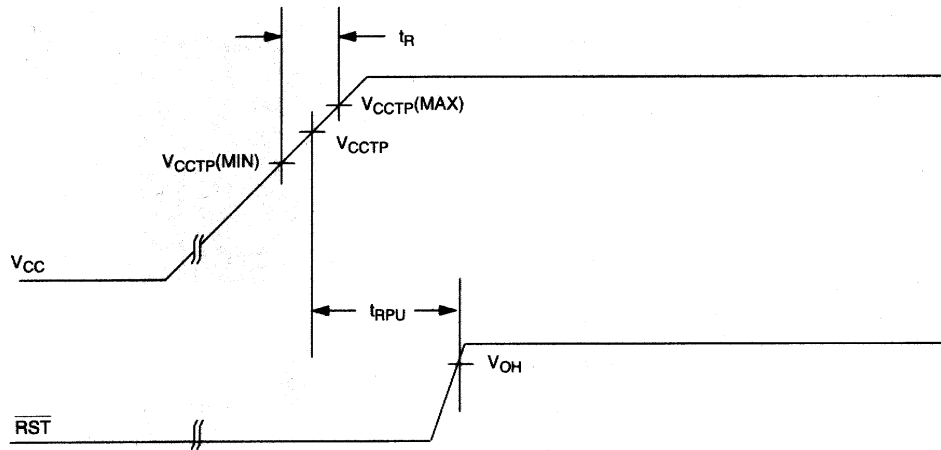 tR
VCCTP(MAX)
VCCTP
VCCTP(MIN)
VCC
tRPU
VOH
RST